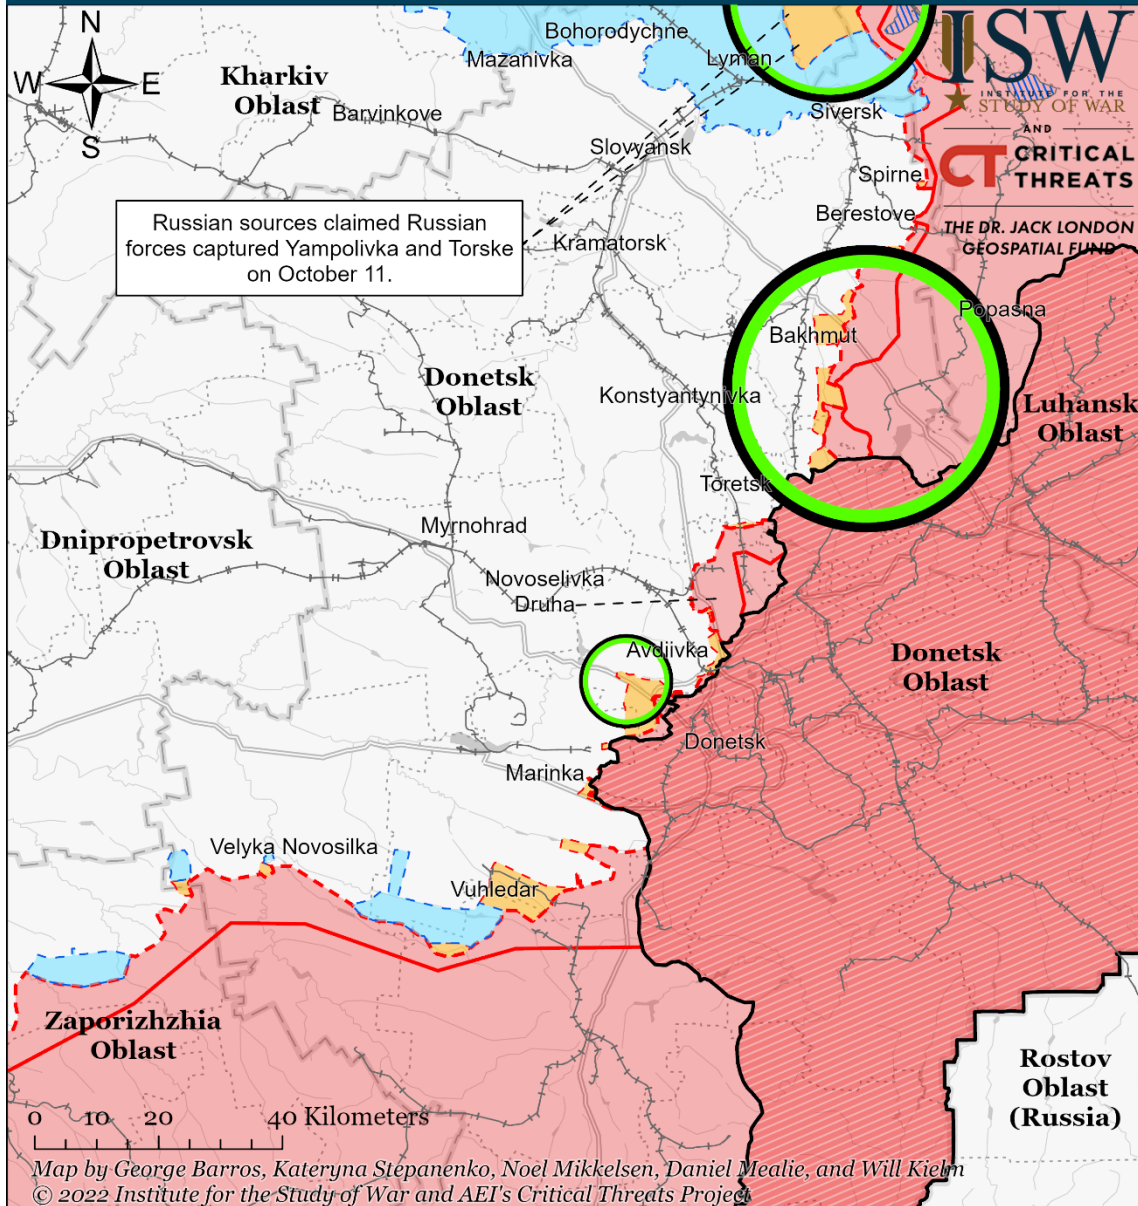 N
W E
S
Bohorodychne
Mazanivka
Lyman
ISW
INSTITUTE FOR THE
STUDY OF WAR
AND
CT CRITICAL
THREATS
THE DR. JACK LONDON
GEOSPATIAL FUND
Kharkiv
Oblast
Barvinkove
Siversk
Slovyansk
Spirne
Berestove
Russian sources claimed Russian
forces captured Yampolivka and Torske
on October 11.
Kramatorsk
Popasna
Bakhmut
Donetsk
Oblast
Konstyantynivka
Luhansk
Oblast
Toretsk
Myrnohrad
Dnipropetrovsk
Oblast
Novoselivka
Druha
Avdiivka
Donetsk
Oblast
Donetsk
Marinka
Velyka Novosilka
Vuhledar
Zaporizhzhia
Oblast
Rostov
Oblast
(Russia)
0 10 20 40 Kilometers
Map by George Barros, Kateryna Stepanenko, Noel Mikkelsen, Daniel Mealie, and Will Kielm
© 2022 Institute for the Study of War and AEI's Critical Threats Project